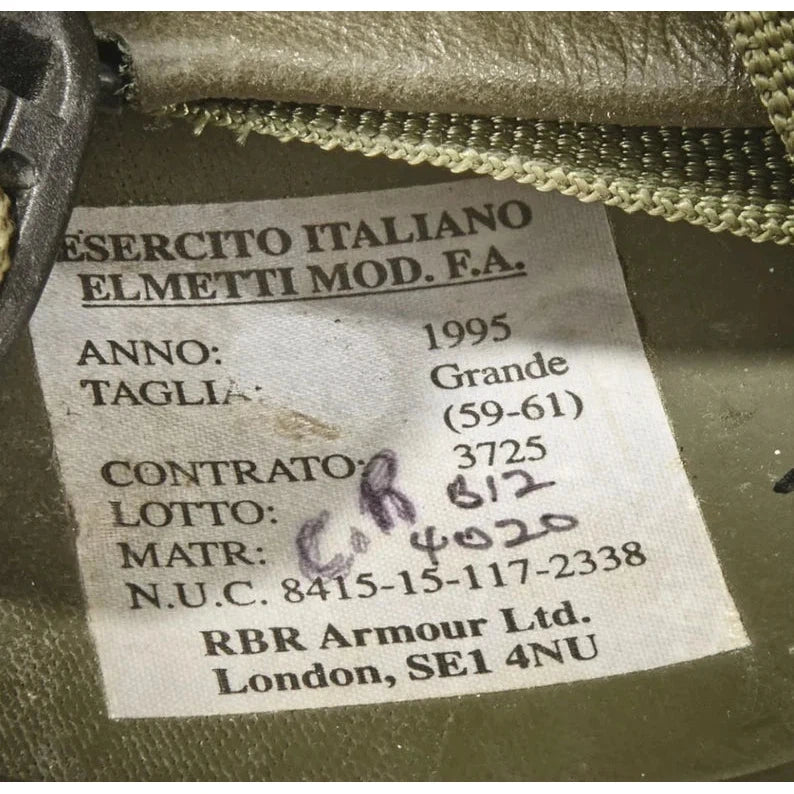 ESERCITO ITALIANO
ELMETTI MOD. F.A.
ANNO: 1995
TAGLIA: Grande
(59-61)
CONTRATO: 3725
LOTTO: B12
MATR: 4020
C.R
N.U.C. 8415-15-117-2338
RBR Armour Ltd.
London, SE1 4NU